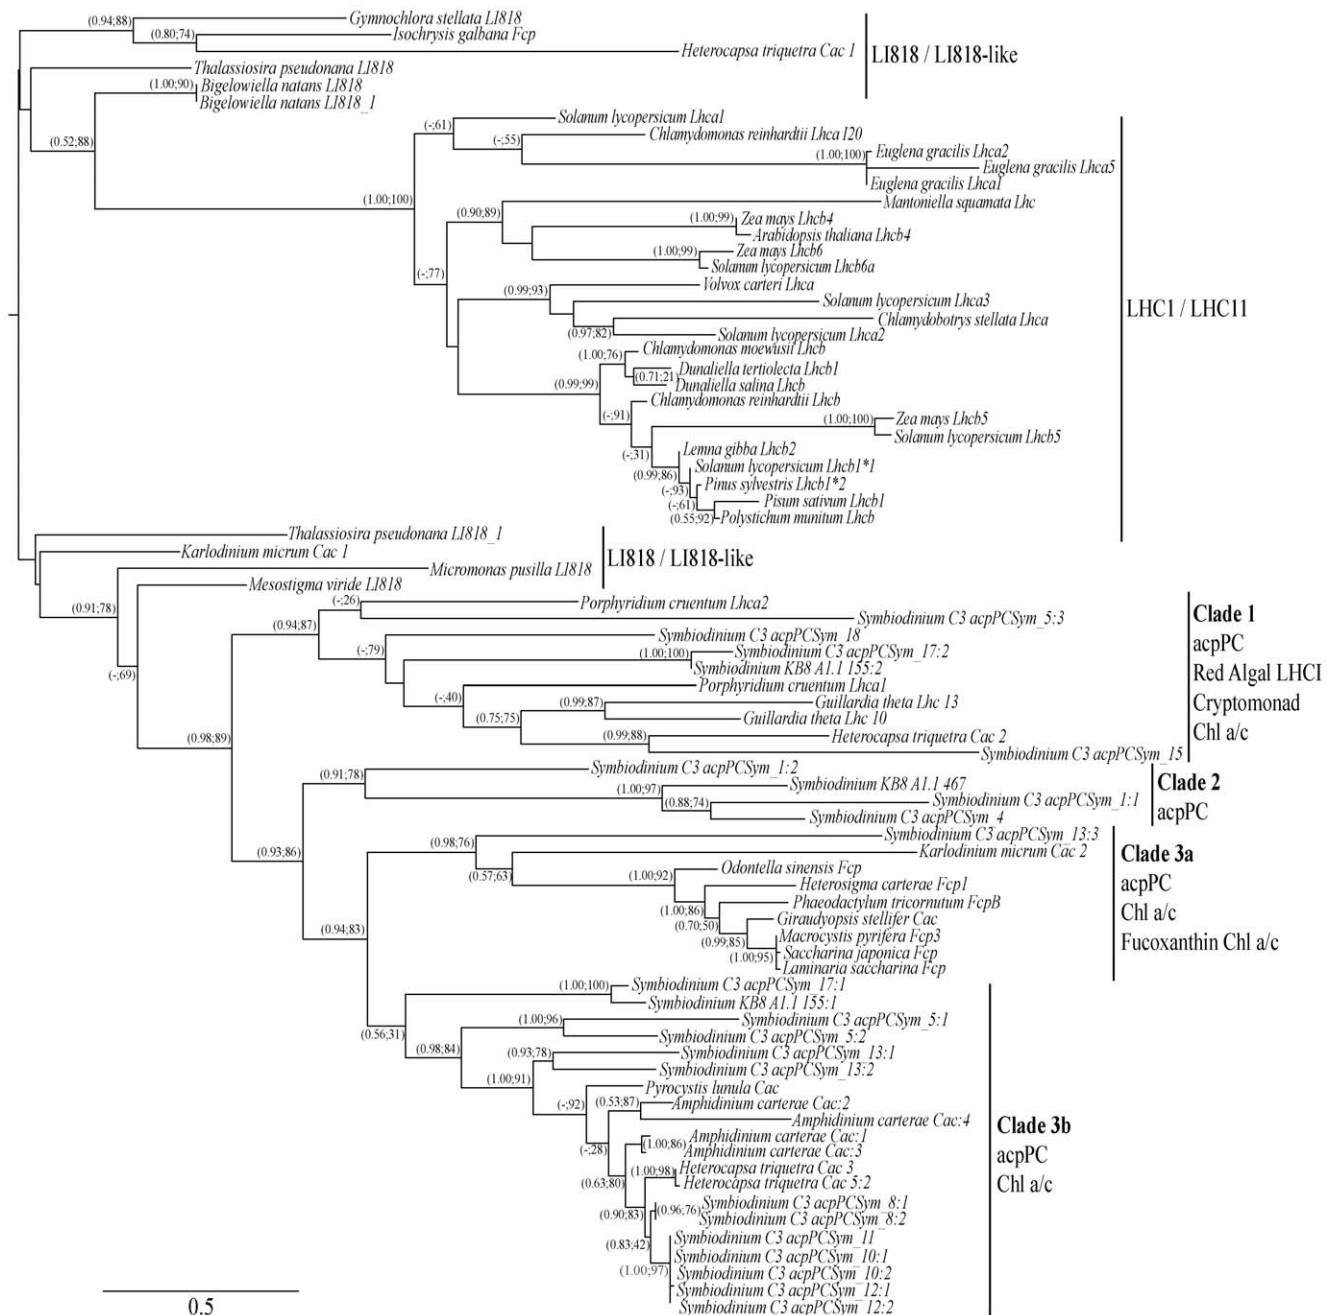 (0.94;88)
Gymnochlora stellata LI818
(0.80;74)
Isochrysis galbana Fcp
Heterocapsa triquetra Cac 1
LI818 / LI818-like
Thalassiosira pseudonana LI818
(1.00;90)
Bigelowiella natans LI818
Bigelowiella natans LI818_1
(0.52;88)
(-;61)
Solanum lycopersicum Lhca1
(-;55)
Chlamydomonas reinhardtii Lhca I20
(1.00;100)
Euglena gracilis Lhca2
Euglena gracilis Lhca5
Euglena gracilis Lhca1
(1.00;100)
(0.90;89)
Mantoniella squamata Lhc
(1.00;99)
Zea mays Lhcb4
Arabidopsis thaliana Lhcb4
(1.00;99)
Zea mays Lhcb6
Solanum lycopersicum Lhcb6a
(-;77)
(0.99;93)
Volvox carteri Lhca
Solanum lycopersicum Lhca3
LHC1 / LHC11
Chlamydobotrys stellata Lhca
(0.97;82)
Solanum lycopersicum Lhca2
(1.00;76)
Chlamydomonas moewusii Lhcb
Dunaliella tertiolecta Lhcb1
(0.71;21)
Dunaliella salina Lhcb
(0.99;99)
Chlamydomonas reinhardtii Lhcb
(-;91)
(1.00;100)
Zea mays Lhcb5
Solanum lycopersicum Lhcb5
(-;31)
Lemna gibba Lhcb2
Solanum lycopersicum Lhcb1*1
(0.99;86)
Pinus sylvestris Lhcb1*2
(-;93)
(-;61)
Pisum sativum Lhcb1
(0.55;92)
Polystichum munitum Lhcb
Thalassiosira pseudonana LI818_1
Karlodinium micrum Cac 1
LI818 / LI818-like
Micromonas pusilla LI818
Mesostigma viride LI818
(0.91;78)
(-;69)
(-;26)
Porphyridium cruentum Lhca2
(0.94;87)
Symbiodinium C3 acpPCSym_5:3
Clade 1
acpPC
Red Algal LHCI
Cryptomonad
Chl a/c
(-;79)
Symbiodinium C3 acpPCSym_18
(1.00;100)
Symbiodinium C3 acpPCSym_17:2
Symbiodinium KB8 A1.1 155:2
(-;40)
Porphyridium cruentum Lhca1
(0.99;87)
Guillardia theta Lhc 13
(0.75;75)
Guillardia theta Lhc 10
(0.99;88)
Heterocapsa triquetra Cac 2
(0.98;89)
Symbiodinium C3 acpPCSym_15
(0.91;78)
Symbiodinium C3 acpPCSym_1:2
Clade 2
acpPC
(1.00;97)
Symbiodinium KB8 A1.1 467
(0.88;74)
Symbiodinium C3 acpPCSym_1:1
Symbiodinium C3 acpPCSym_4
(0.93;86)
(0.98;76)
Symbiodinium C3 acpPCSym_13:3
Clade 3a
acpPC
Chl a/c
Fucoxanthin Chl a/c
(0.57;63)
Karlodinium micrum Cac 2
(1.00;92)
Odontella sinensis Fcp
Heterosigma carterae Fcp1
Phaeodactylum tricornutum FcpB
(1.00;86)
Giraudyopsis stellifer Cac
(0.70;50)
Macrocystis pyrifera Fcp3
(0.99;85)
Saccharina japonica Fcp
(1.00;95)
Laminaria saccharina Fcp
(0.94;83)
(1.00;100)
Symbiodinium C3 acpPCSym_17:1
Symbiodinium KB8 A1.1 155:1
(0.56;31)
(1.00;96)
Symbiodinium C3 acpPCSym_5:1
Symbiodinium C3 acpPCSym_5:2
(0.98;84)
(0.93;78)
Symbiodinium C3 acpPCSym_13:1
Symbiodinium C3 acpPCSym_13:2
(1.00;91)
Pyrocystis lunula Cac
(-;92)
(0.53;87)
Amphidinium carterae Cac:2
Amphidinium carterae Cac:4
Clade 3b
acpPC
Chl a/c
(-;28)
Amphidinium carterae Cac:1
(1.00;86)
Amphidinium carterae Cac:3
(0.63;80)
(1.00;98)
Heterocapsa triquetra Cac 3
Heterocapsa triquetra Cac 5:2
(0.90;83)
(0.96;76)
Symbiodinium C3 acpPCSym_8:1
Symbiodinium C3 acpPCSym_8:2
(0.83;42)
Symbiodinium C3 acpPCSym_11
Symbiodinium C3 acpPCSym_10:1
(1.00;97)
Symbiodinium C3 acpPCSym_10:2
Symbiodinium C3 acpPCSym_12:1
Symbiodinium C3 acpPCSym_12:2
0.5